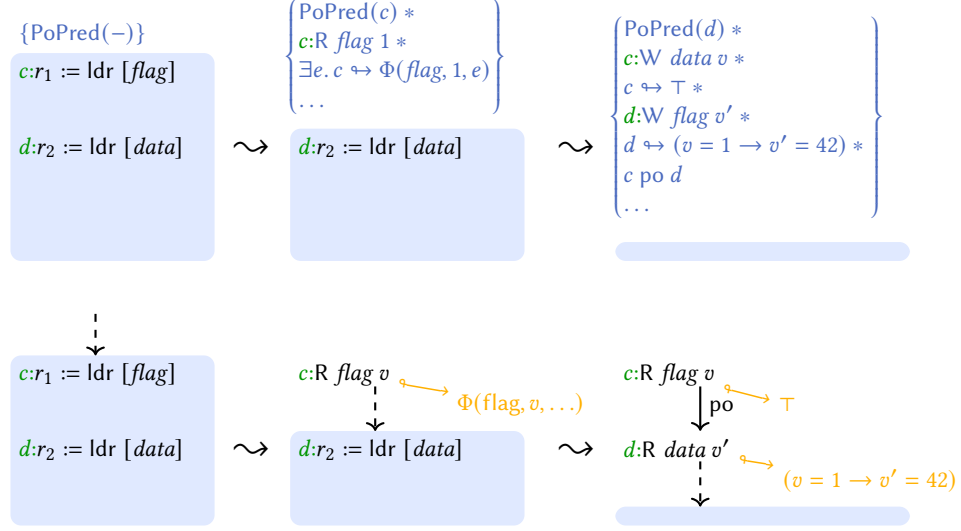 {PoPred(−)}
c:r₁ := ldr [flag]
d:r₂ := ldr [data]
⤳
PoPred(c) ∗
c:R flag 1 ∗
∃e. c ↬ Φ(flag, 1, e)
...
d:r₂ := ldr [data]
⤳
PoPred(d) ∗
c:W data v ∗
c ↬ ⊤ ∗
d:W flag v′ ∗
d ↬ (v = 1 → v′ = 42) ∗
c po d
...
c:r₁ := ldr [flag]
d:r₂ := ldr [data]
⤳
c:R flag v
Φ(flag, v, ...)
d:r₂ := ldr [data]
⤳
c:R flag v
po
⊤
d:R data v′
(v = 1 → v′ = 42)